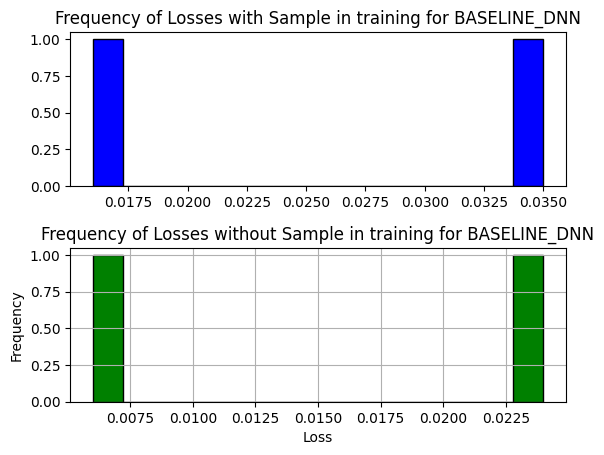 Frequency of Losses with Sample in training for BASELINE_DNN
1.00
0.75
0.50
0.25
0.00
0.0175 0.0200 0.0225 0.0250 0.0275 0.0300 0.0325 0.0350
Frequency of Losses without Sample in training for BASELINE_DNN
1.00
0.75
0.50
0.25
0.00
Frequency
0.0075 0.0100 0.0125 0.0150 0.0175 0.0200 0.0225
Loss